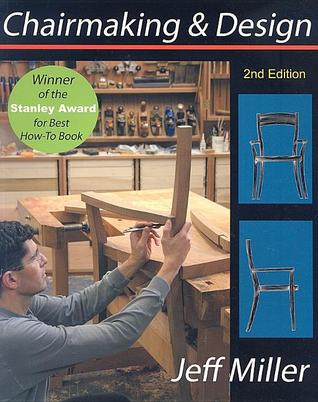 Chairmaking & Design
2nd Edition
Winner
of the
Stanley Award
for Best
How-To Book
Jeff Miller